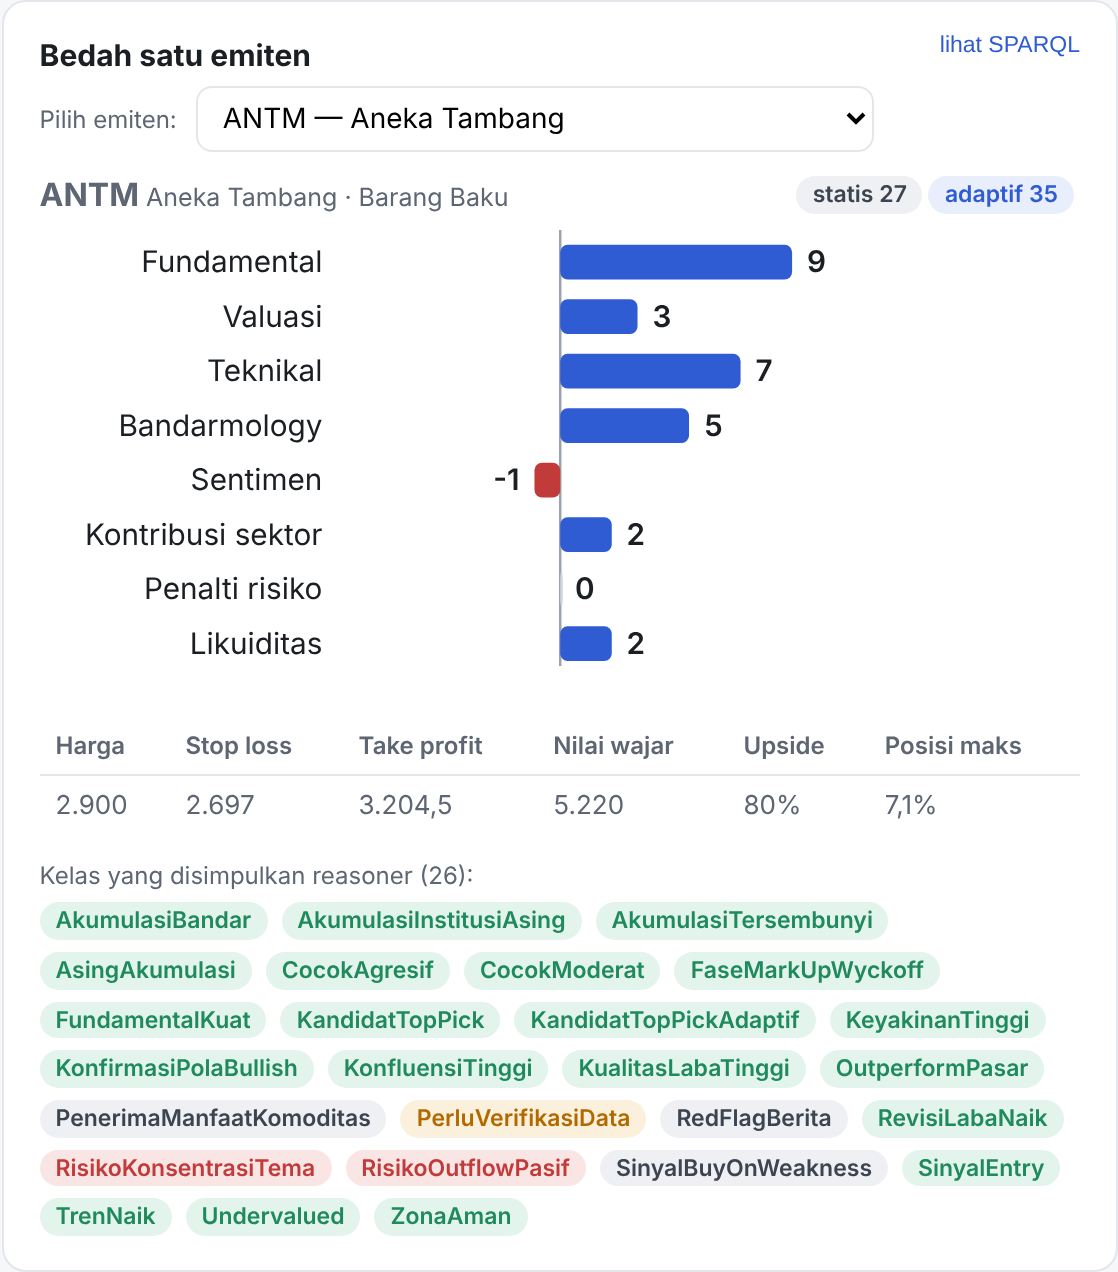 Bedah satu emiten
lihat SPARQL
Pilih emiten: ANTM — Aneka Tambang
ANTM Aneka Tambang · Barang Baku
statis 27 adaptif 35
Fundamental 9
Valuasi 3
Teknikal 7
Bandarmology 5
Sentimen -1
Kontribusi sektor 2
Penalti risiko 0
Likuiditas 2
Harga Stop loss Take profit Nilai wajar Upside Posisi maks
2.900 2.697 3.204,5 5.220 80% 7,1%
Kelas yang disimpulkan reasoner (26):
AkumulasiBandar AkumulasiInstitusiAsing AkumulasiTersembunyi
AsingAkumulasi CocokAgresif CocokModerat FaseMarkUpWyckoff
FundamentalKuat KandidatTopPick KandidatTopPickAdaptif KeyakinanTinggi
KonfirmasiPolaBullish KonfluensiTinggi KualitasLabaTinggi OutperformPasar
PenerimaManfaatKomoditas PerluVerifikasiData RedFlagBerita RevisiLabaNaik
RisikoKonsentrasiTema RisikoOutflowPasif SinyalBuyOnWeakness SinyalEntry
TrenNaik Undervalued ZonaAman